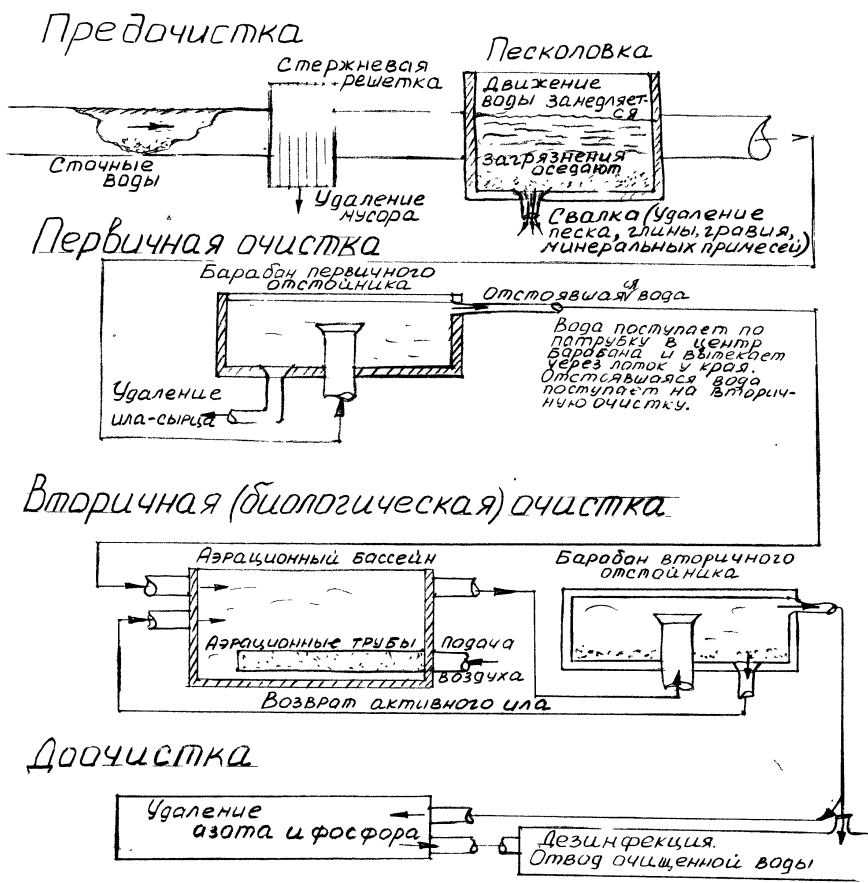 Предочистка
Стержневая
решетка
Песколовка
Движение
воды замедляет-
ся
Загрязнения
оседают
Сточные
воды
Удаление
мусора
Свалка (Удаление
песка, глины, гравия,
минеральных примесей)
Первичная очистка
Барабан первичного
отстойника
Отстоявшаяся вода
Вода поступает по
патрубку в центр
барабана и вытекает
через лоток у края.
Отстоявшаяся вода
поступает на вторич-
ную очистку.
Удаление
ила-сырца
Вторичная (биологическая) очистка
Аэрационный бассейн
Барабан вторичного
отстойника
Аэрационные трубы
Подача
воздуха
Возврат активного ила
Доочистка
Удаление
азота и фосфора
Дезинфекция.
Отвод очищенной воды